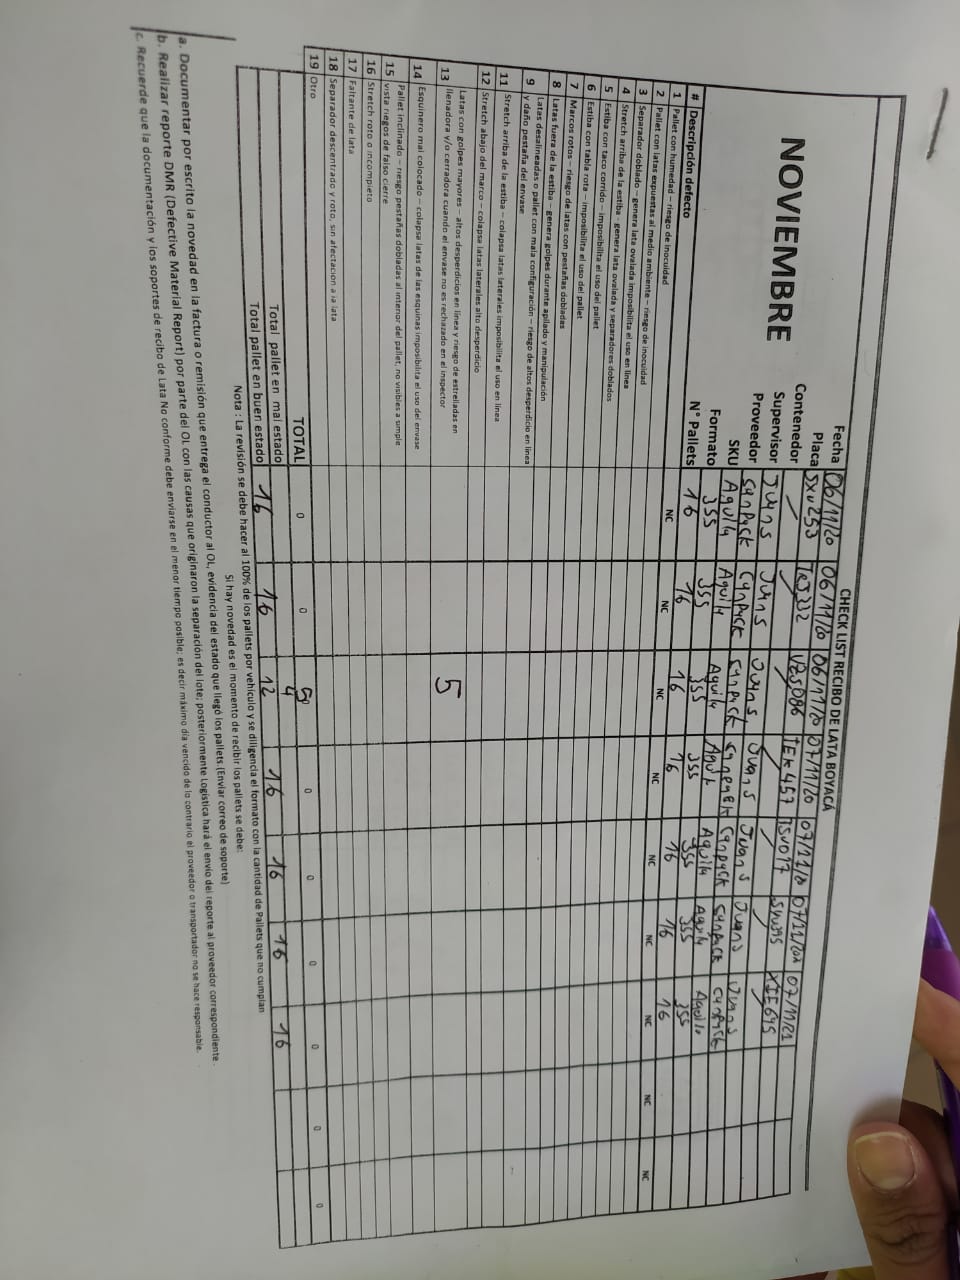 CHECK LIST RECIBO DE LATA BOYACÁ
NOVIEMBRE
Fecha 06/11/20 06/11/20 06/11/20 07/11/20 07/11/20 07/11/202 07/11/21
Placa SXU253 TRJ332 VZS086 TEK457 TSV017 XIE645
Contenedor / / / / / / /
Supervisor Juans Juans Juans Juans Juans Juans Juans
Proveedor Canpack Canpack Canpack Canpack Canpack Canpack Canpack
SKU Aguila Aguila Aguila Aguila Aguila Aguila Aguila
Formato 355 355 355 355 355 355 355
N° Pallets 16 16 16 16 16 16 16
# Descripción defecto NC NC NC NC NC NC NC NC NC
1 Pallet con humedad – riesgo de inocuidad
2 Pallet con latas expuestas al medio ambiente – riesgo de inocuidad
3 Separador doblado – genera lata ovalada imposibilita el uso en línea
4 Stretch arriba de la estiba - genera lata ovalada y separadores doblados
5 Estiba con taco corrido – imposibilita el uso del pallet
6 Estiba con tabla rota – imposibilita el uso del pallet
7 Marcos rotos – riesgo de latas con pestañas dobladas
8 Latas fuera de la estiba – genera golpes durante apilado y manipulación
9 Latas desalineadas o pallet con mala configuración – riesgo de altos desperdicio en línea
y daño pestaña del envase
11 Stretch arriba de la estiba – colapsa latas laterales imposibilita el uso en línea
12 Stretch abajo del marco – colapsa latas laterales alto desperdicio
13 Latas con golpes mayores – altos desperdicios en línea y riesgo de estrelladas en
llenadora y/o cerradora cuando el envase no es rechazado en el inspector 5
14 Esquinero mal colocado – colapsa latas de las esquinas imposibilita el uso del envase
15 Pallet inclinado – riesgo pestañas dobladas al interior del pallet, no visibles a simple
vista riegos de falso cierre
16 Stretch roto o incompleto
17 Faltante de lata
18 Separador descentrado y roto, sin afectacion a la lata
19 Otro
TOTAL 0 0 5 0 0 0 0 0 0
Total pallet en mal estado 4
Total pallet en buen estado 16 16 12 16 16 16 16
Nota : La revisión se debe hacer al 100% de los pallets por vehículo y se diligencia el formato con la cantidad de Pallets que no cumplan
Si hay novedad es el momento de recibir los pallets se debe:
a. Documentar por escrito la novedad en la factura o remisión que entrega el conductor al OL, evidencia del estado que llegó los pallets.(Enviar correo de soporte)
b. Realizar reporte DMR (Defective Material Report) por parte del OL con las causas que originaron la separación del lote; posteriormente Logística hará el envío del reporte al proveedor correspondiente.
c. Recuerde que la documentación y los soportes de recibo de Lata No conforme debe enviarse en el menor tiempo posible; es decir máximo día vencido de lo contrario el proveedor o transportador no se hace responsable.